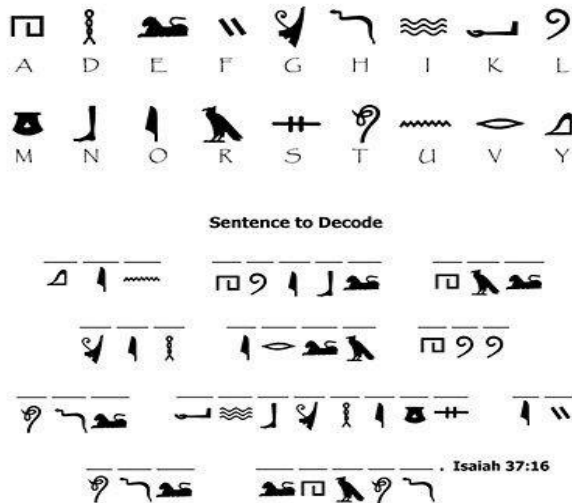 A D E F G H I K L
M N O R S T U V Y
Sentence to Decode
. Isaiah 37:16